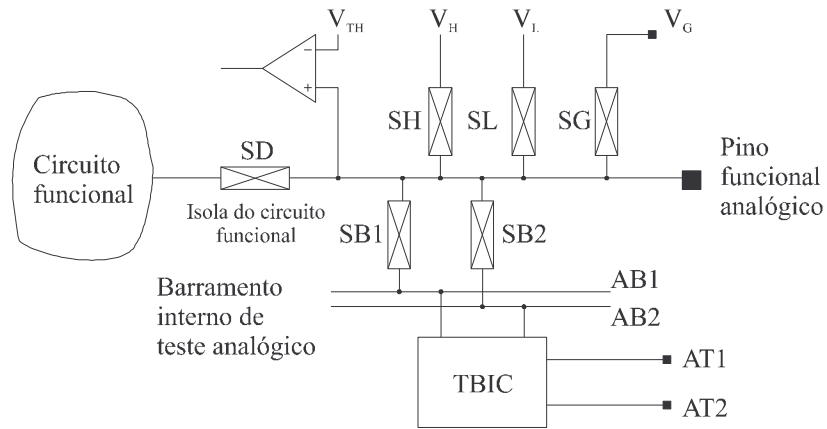 V_TH
V_H
V_L
V_G
−
+
SH
SL
SG
SD
Circuito
funcional
Isola do circuito
funcional
Pino
funcional
analógico
SB1
SB2
Barramento
interno de
teste analógico
AB1
AB2
TBIC
AT1
AT2